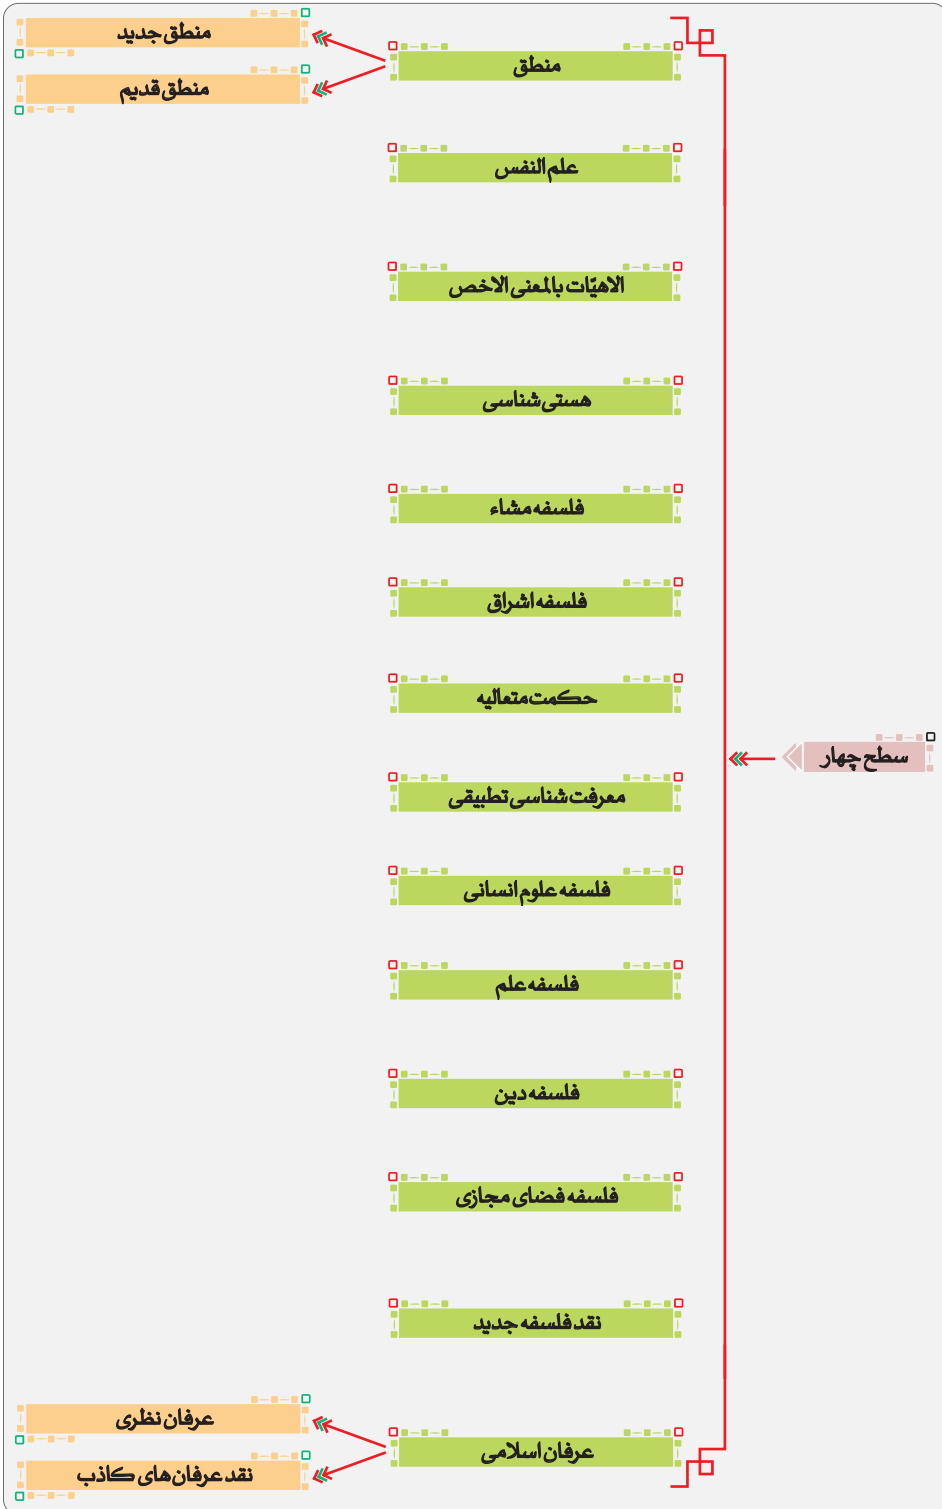 سطح چهار
منطق
منطق جدید
منطق قدیم
علم النفس
الاهیّات بالمعنی الاخص
هستی شناسی
فلسفه مشاء
فلسفه اشراق
حکمت متعالیه
معرفت شناسی تطبیقی
فلسفه علوم انسانی
فلسفه علم
فلسفه دین
فلسفه فضای مجازی
نقد فلسفه جدید
عرفان اسلامی
عرفان نظری
نقد عرفان های کاذب